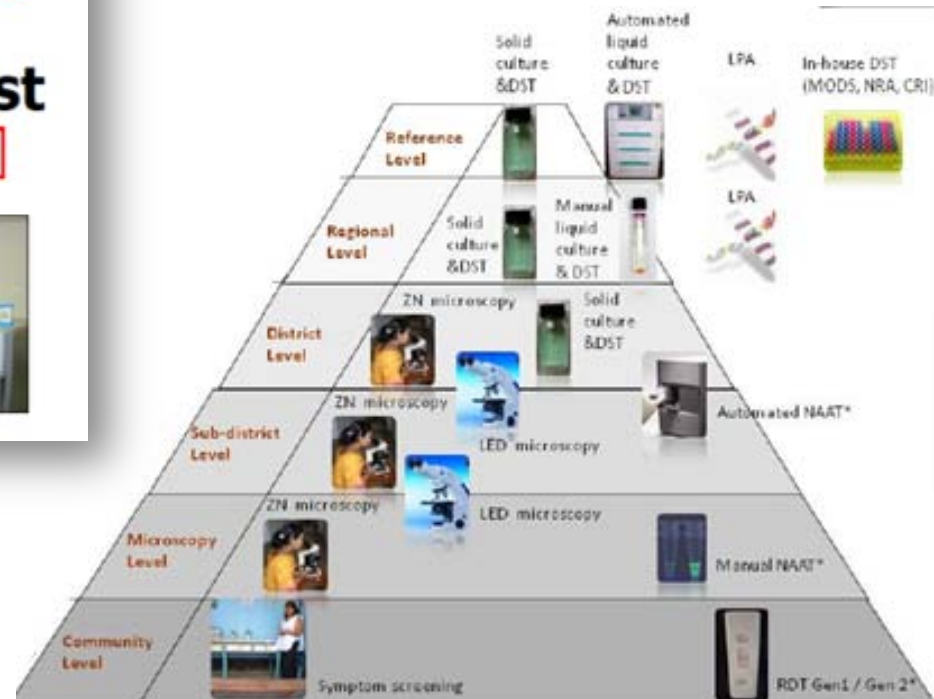 st
Solid
culture
&DST
Automated
liquid
culture
& DST
LPA
In-house DST
(MODS, NRA, CRI)
Reference
Level
Regional
Level
Solid
culture
&DST
Manual
liquid
culture
& DST
LPA
District
Level
ZN microscopy
Solid
culture
&DST
Sub-district
Level
ZN microscopy
LED microscopy
Automated NAAT*
Microscopy
Level
ZN microscopy
LED microscopy
Manual NAAT*
Community
Level
Symptom screening
RDT Gen1 / Gen 2*